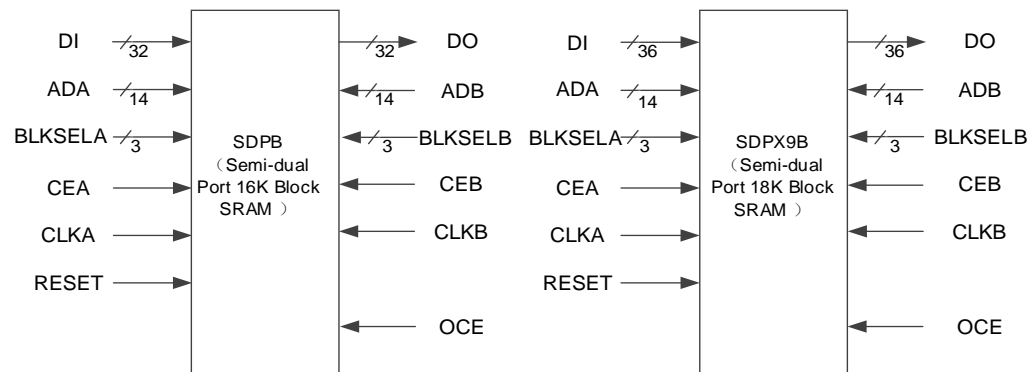 DI
32
ADA
14
BLKSELA
3
CEA
CLKA
RESET
SDPB
（Semi-dual
Port 16K Block
SRAM ）
32
DO
14
ADB
3
BLKSELB
CEB
CLKB
OCE
DI
36
ADA
14
BLKSELA
3
CEA
CLKA
RESET
SDPX9B
（Semi-dual
Port 18K Block
SRAM ）
36
DO
14
ADB
3
BLKSELB
CEB
CLKB
OCE